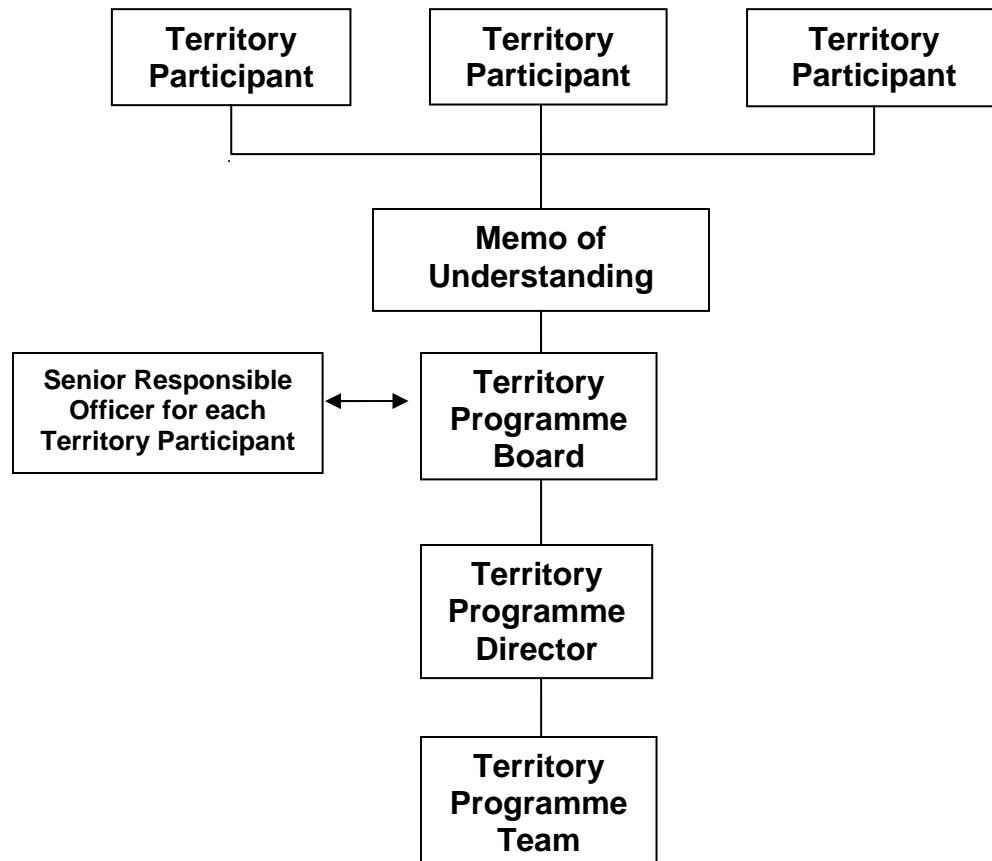 Territory
Participant
Territory
Participant
Territory
Participant
Memo of
Understanding
Senior Responsible
Officer for each
Territory Participant
Territory
Programme
Board
Territory
Programme
Director
Territory
Programme
Team